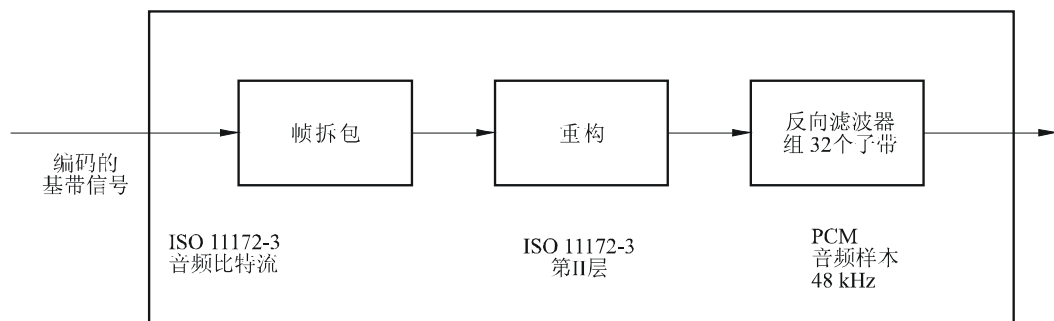 帧拆包
重构
反向滤波器
组 32个子带
编码的
基带信号
ISO 11172-3
音频比特流
ISO 11172-3
第II层
PCM
音频样本
48 kHz